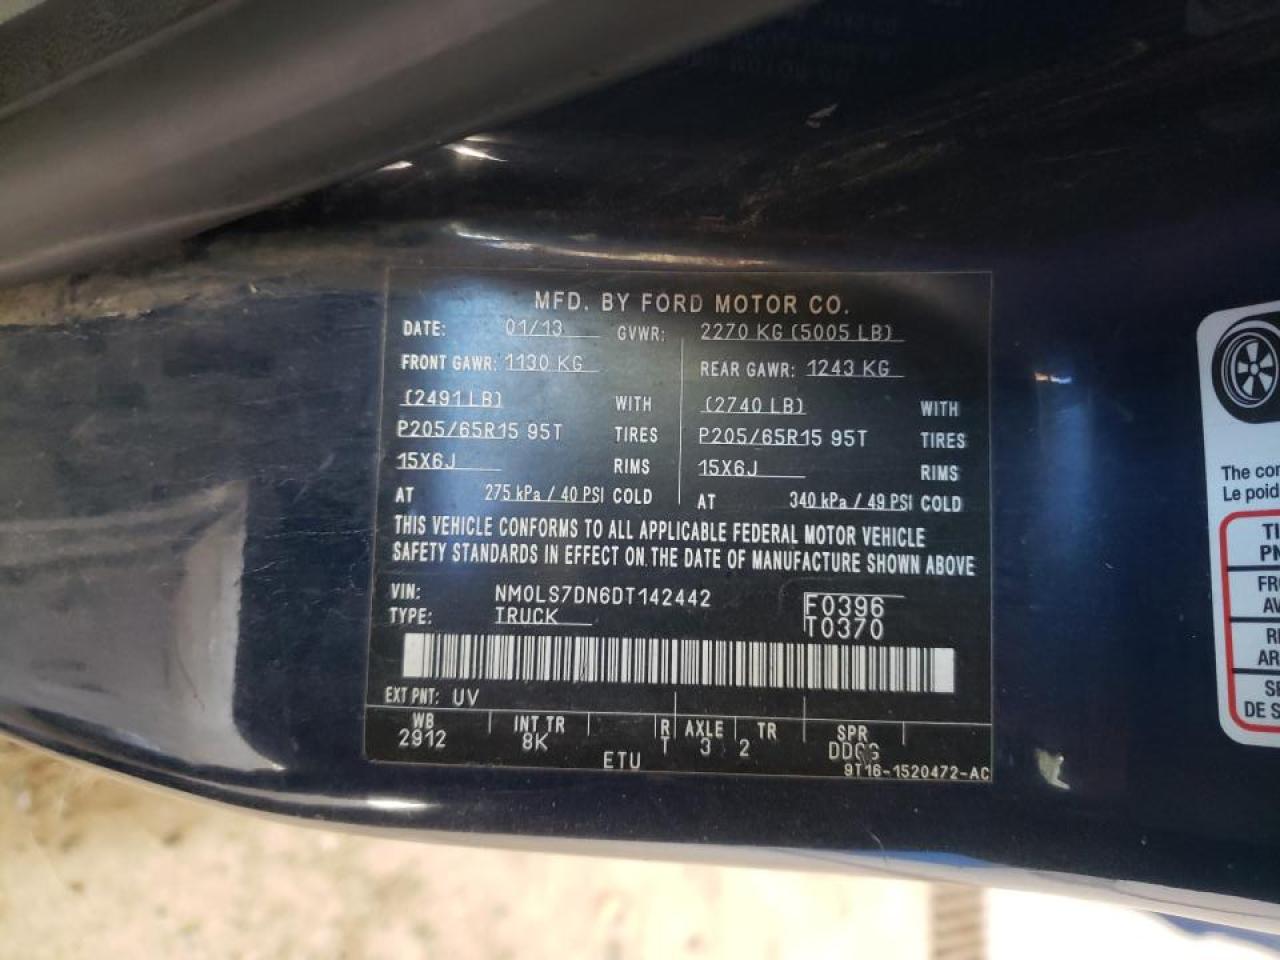 MFD. BY FORD MOTOR CO.
DATE: 01/13 GVWR: 2270 KG (5005 LB)
FRONT GAWR: 1130 KG REAR GAWR: 1243 KG
(2491 LB) WITH (2740 LB) WITH
P205/65R15 95T TIRES P205/65R15 95T TIRES
15X6J RIMS 15X6J RIMS
AT 275 kPa / 40 PSI COLD AT 340 kPa / 49 PSI COLD
THIS VEHICLE CONFORMS TO ALL APPLICABLE FEDERAL MOTOR VEHICLE
SAFETY STANDARDS IN EFFECT ON THE DATE OF MANUFACTURE SHOWN ABOVE
VIN: NM0LS7DN6DT142442 F0396
TYPE: TRUCK T0370
EXT PNT: UV
WB INT TR R AXLE TR SPR
2912 8K T 3 2
ETU
9T16-1520472-AC
The
Le
DE